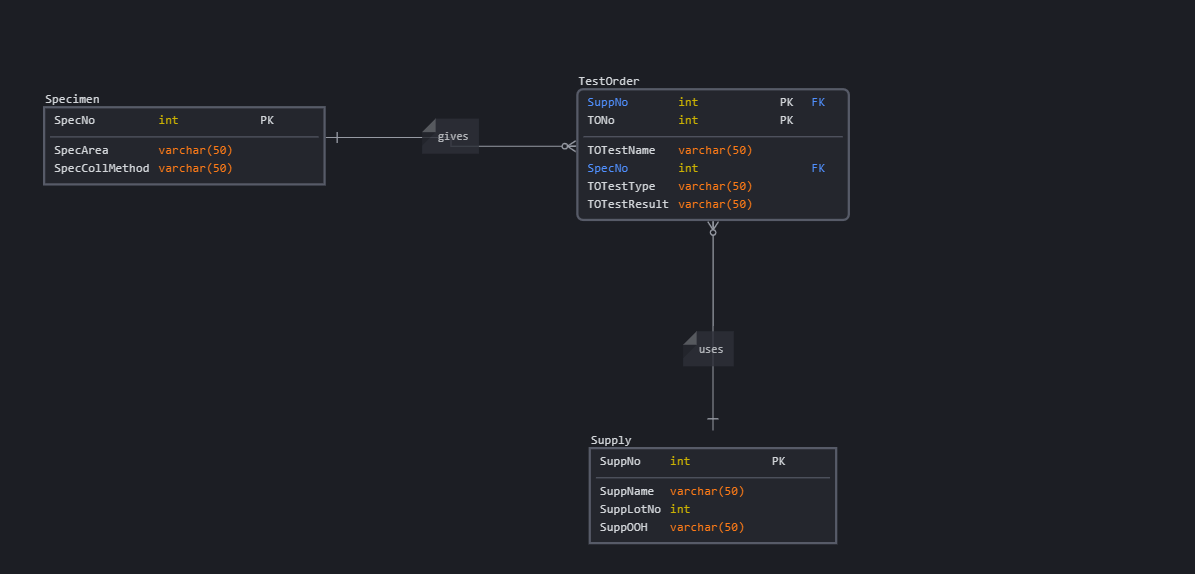 Specimen
SpecNo int PK
SpecArea varchar(50)
SpecCollMethod varchar(50)
gives
TestOrder
SuppNo int PK FK
TONo int PK
TOTestName varchar(50)
SpecNo int FK
TOTestType varchar(50)
TOTestResult varchar(50)
uses
Supply
SuppNo int PK
SuppName varchar(50)
SuppLotNo int
SuppOOH varchar(50)